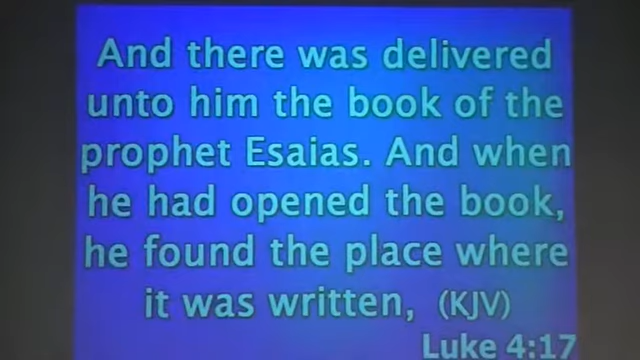 And there was delivered
unto him the book of the
prophet Esaias. And when
he had opened the book,
he found the place where
it was written, (KJV)
Luke 4:17